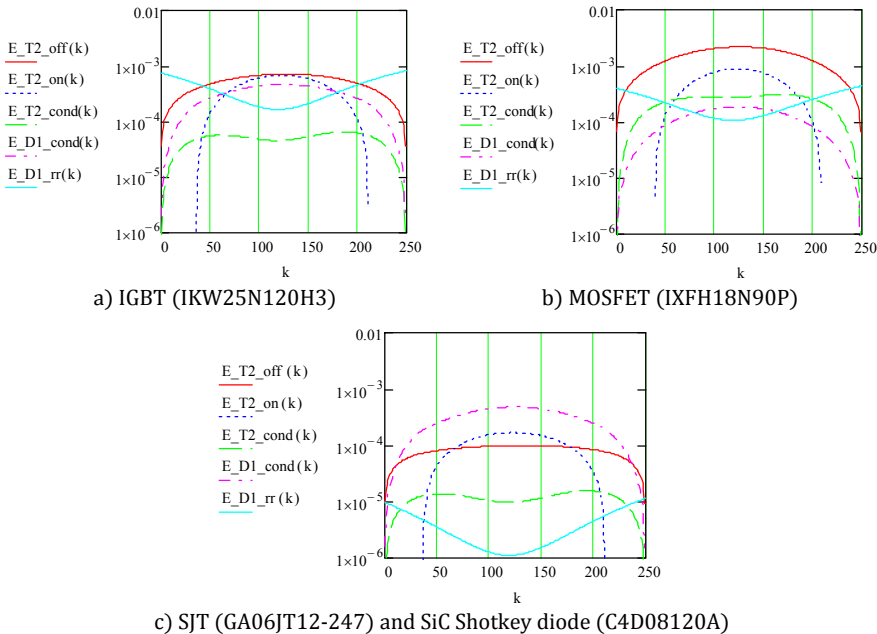 0.01
E_T2_off(k)
E_T2_on(k)
E_T2_cond(k)
E_D1_cond(k)
E_D1_rr(k)
1×10⁻³
1×10⁻⁴
1×10⁻⁵
1×10⁻⁶
0 50 100 150 200 250
k
a) IGBT (IKW25N120H3)
0.01
E_T2_off(k)
E_T2_on(k)
E_T2_cond(k)
E_D1_cond(k)
E_D1_rr(k)
1×10⁻³
1×10⁻⁴
1×10⁻⁵
1×10⁻⁶
0 50 100 150 200 250
k
b) MOSFET (IXFH18N90P)
0.01
E_T2_off(k)
E_T2_on(k)
E_T2_cond(k)
E_D1_cond(k)
E_D1_rr(k)
1×10⁻³
1×10⁻⁴
1×10⁻⁵
1×10⁻⁶
0 50 100 150 200 250
k
c) SJT (GA06JT12-247) and SiC Shotkey diode (C4D08120A)